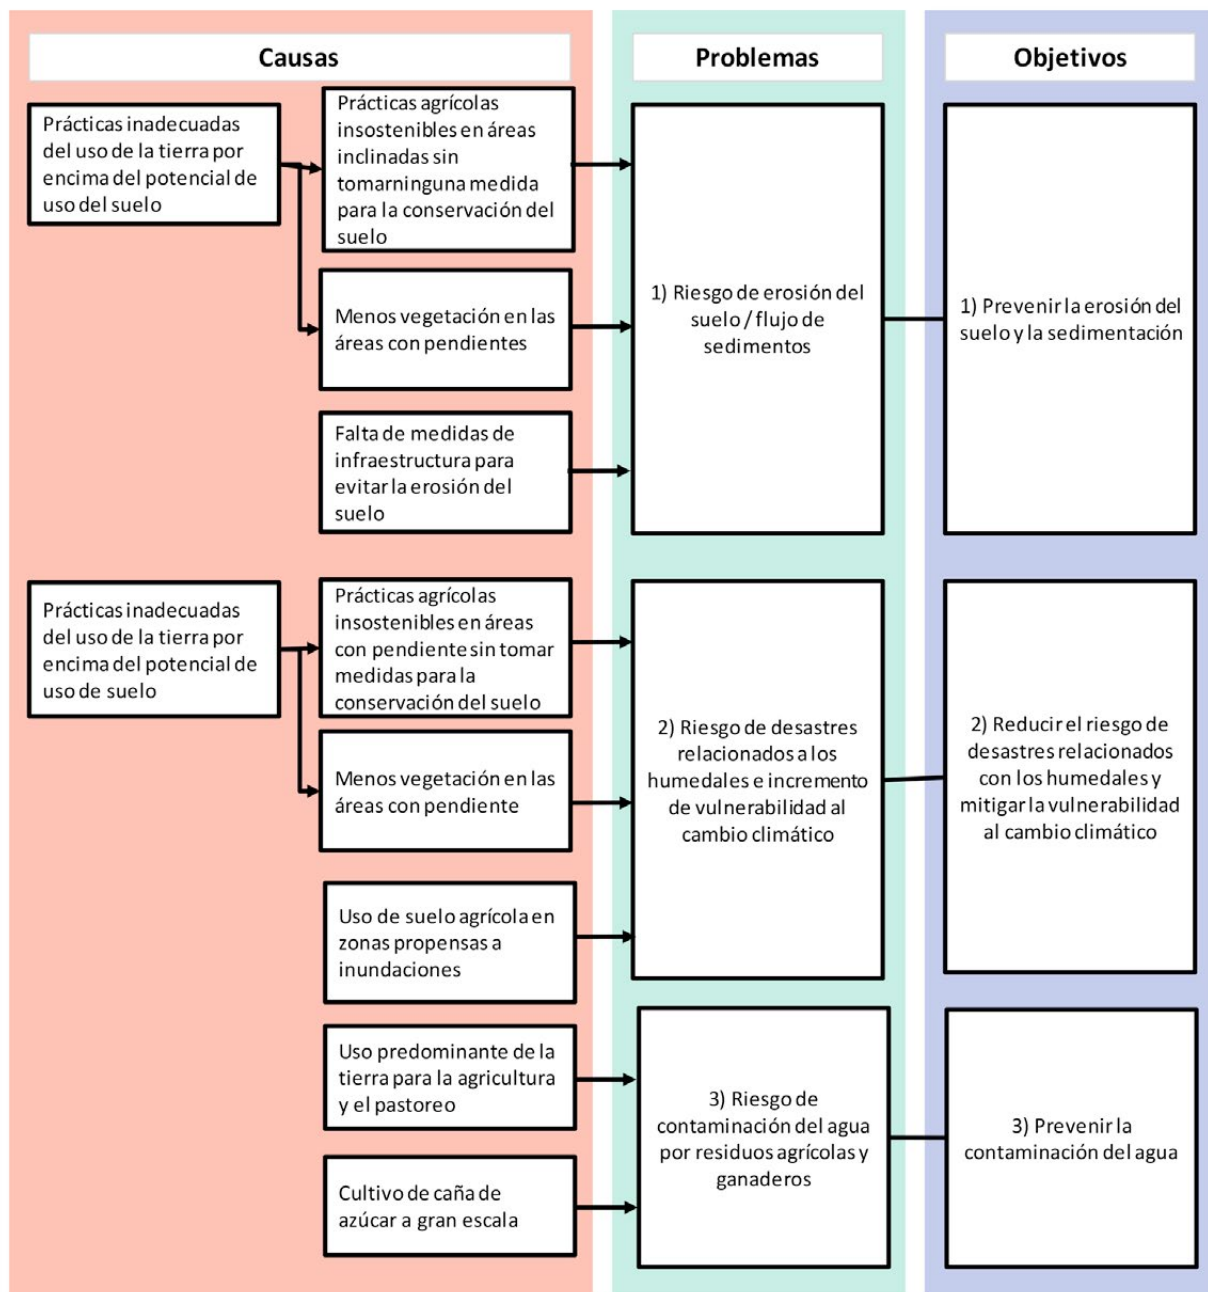 Causas
Problemas
Objetivos
Prácticas inadecuadas
del uso de la tierra por
encima del potencial de
uso del suelo
Prácticas agrícolas
insostenibles en áreas
inclinadas sin
tomarninguna medida
para la conservación del
suelo
Menos vegetación en las
áreas con pendientes
Falta de medidas de
infraestructura para
evitar la erosión del
suelo
1) Riesgo de erosión del
suelo / flujo de
sedimentos
1) Prevenir la erosión del
suelo y la sedimentación
Prácticas inadecuadas
del uso de la tierra por
encima del potencial de
uso de suelo
Prácticas agrícolas
insostenibles en áreas
con pendiente sin tomar
medidas para la
conservación del suelo
Menos vegetación en las
áreas con pendiente
Uso de suelo agrícola en
zonas propensas a
inundaciones
2) Riesgo de desastres
relacionados a los
humedales e incremento
de vulnerabilidad al
cambio climático
2) Reducir el riesgo de
desastres relacionados
con los humedales y
mitigar la vulnerabilidad
al cambio climático
Uso predominante de la
tierra para la agricultura
y el pastoreo
Cultivo de caña de
azúcar a gran escala
3) Riesgo de
contaminación del agua
por residuos agrícolas y
ganaderos
3) Prevenir la
contaminación del agua